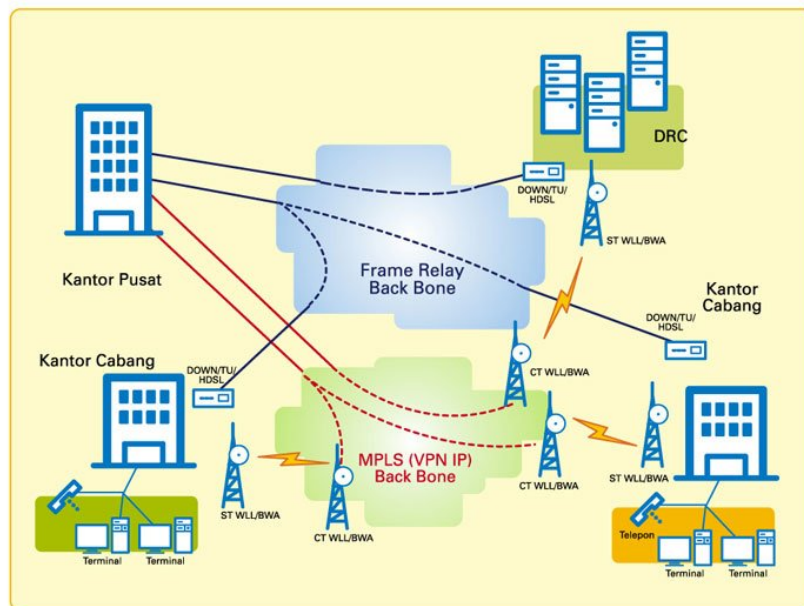 DRC
DOWN/TU/
HDSL
ST WLL/BWA
Kantor Pusat
Frame Relay
Back Bone
Kantor
Cabang
DOWN/TU/
HDSL
Kantor Cabang
DOWN/TU/
HDSL
CT WLL/BWA
MPLS (VPN IP)
Back Bone
CT WLL/BWA
ST WLL/BWA
ST WLL/BWA
CT WLL/BWA
Telepon
Terminal
Terminal
Terminal
Terminal